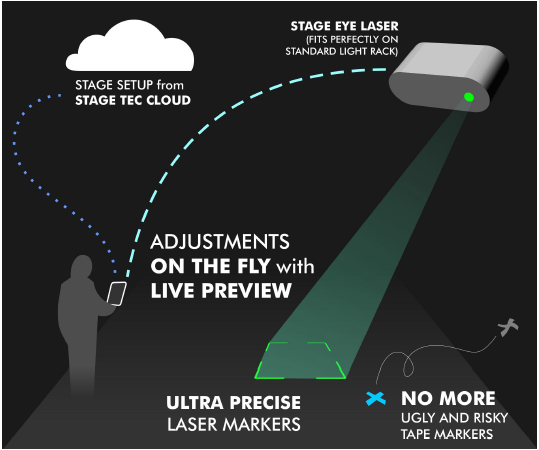 STAGE EYE LASER
(FITS PERFECTLY ON
STANDARD LIGHT RACK)
STAGE SETUP from
STAGE TEC CLOUD
ADJUSTMENTS
ON THE FLY with
LIVE PREVIEW
ULTRA PRECISE
LASER MARKERS
NO MORE
UGLY AND RISKY
TAPE MARKERS